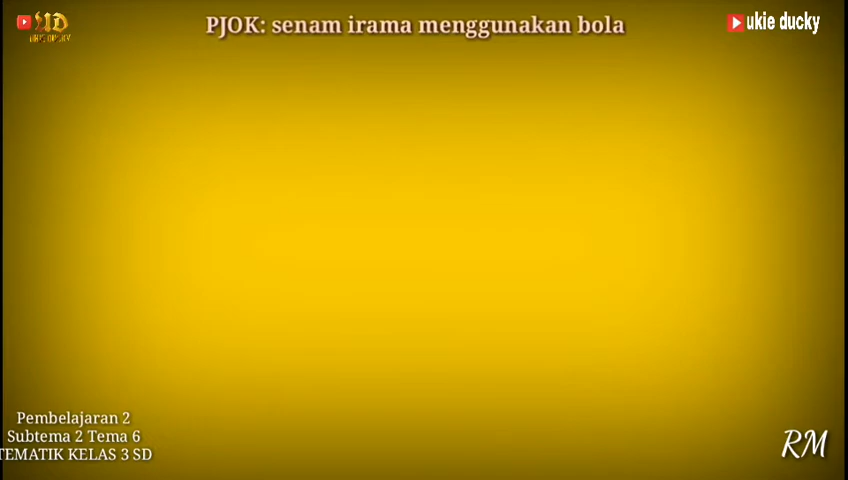 PJOK: senam irama menggunakan bola
ukie ducky
Pembelajaran 2
Subtema 2 Tema 6
TEMATIK KELAS 3 SD
RM